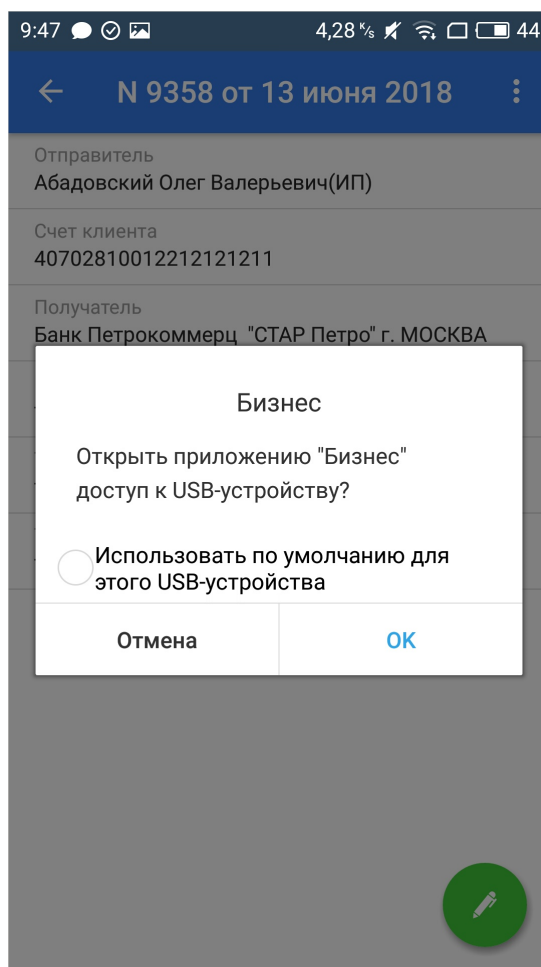 9:47 4,28 K/s 44
N 9358 от 13 июня 2018
Отправитель
Абадовский Олег Валерьевич(ИП)
Счет клиента
40702810012212121211
Получатель
Банк Петрокоммерц "СТАР Петро" г. МОСКВА
Бизнес
Открыть приложению "Бизнес"
доступ к USB-устройству?
Использовать по умолчанию для
этого USB-устройства
Отмена OK